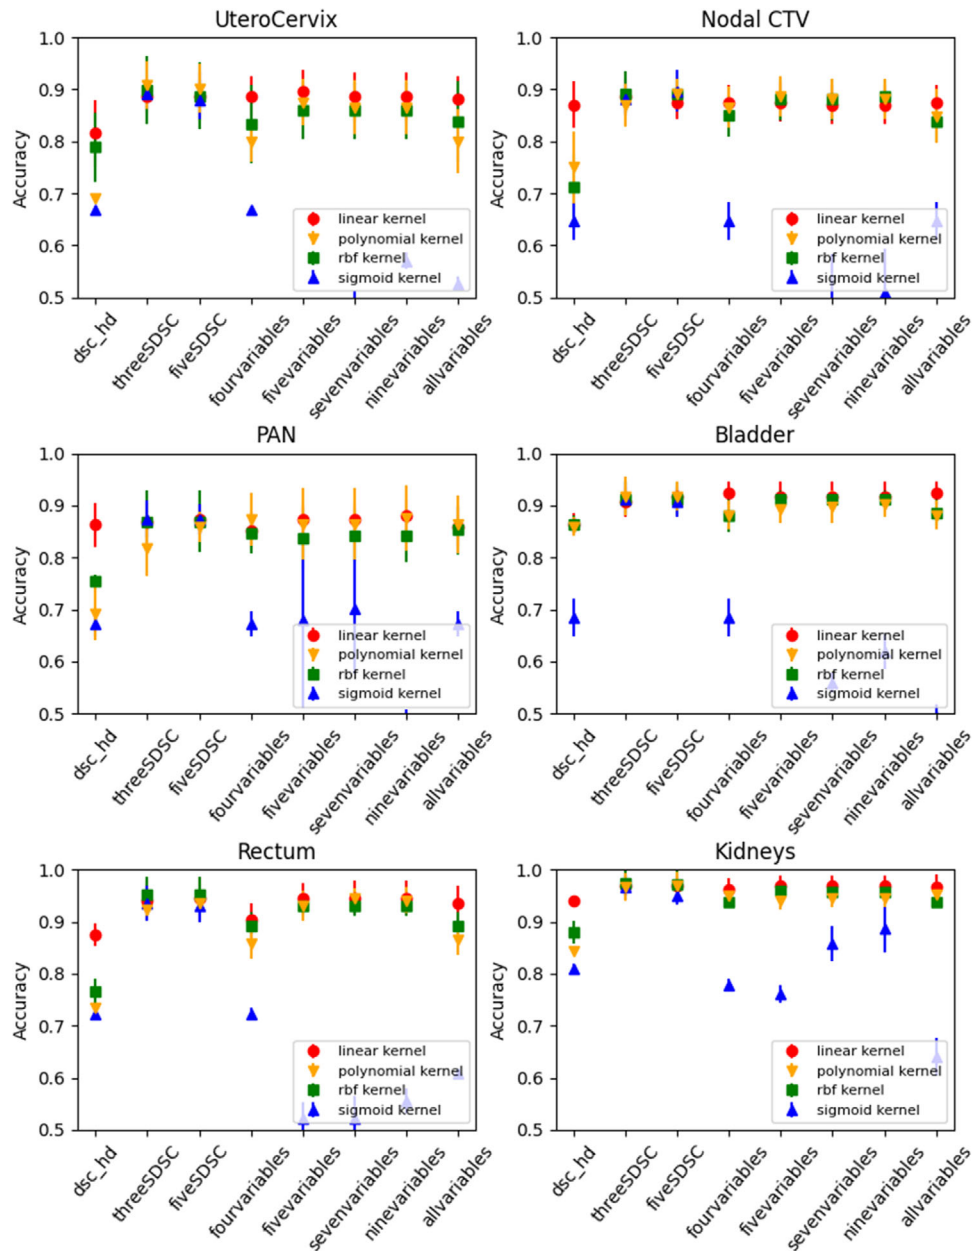 UteroCervix
Accuracy
1.0
0.9
0.8
0.7
0.6
0.5
linear kernel
polynomial kernel
rbf kernel
sigmoid kernel
dsc_hd
threeSDSC
fiveSDSC
fourvariables
fivevariables
sevenvariables
ninevariables
allvariables
Nodal CTV
Accuracy
1.0
0.9
0.8
0.7
0.6
0.5
linear kernel
polynomial kernel
rbf kernel
sigmoid kernel
dsc_hd
threeSDSC
fiveSDSC
fourvariables
fivevariables
sevenvariables
ninevariables
allvariables
PAN
Accuracy
1.0
0.9
0.8
0.7
0.6
0.5
linear kernel
polynomial kernel
rbf kernel
sigmoid kernel
dsc_hd
threeSDSC
fiveSDSC
fourvariables
fivevariables
sevenvariables
ninevariables
allvariables
Bladder
Accuracy
1.0
0.9
0.8
0.7
0.6
0.5
linear kernel
polynomial kernel
rbf kernel
sigmoid kernel
dsc_hd
threeSDSC
fiveSDSC
fourvariables
fivevariables
sevenvariables
ninevariables
allvariables
Rectum
Accuracy
1.0
0.9
0.8
0.7
0.6
0.5
linear kernel
polynomial kernel
rbf kernel
sigmoid kernel
dsc_hd
threeSDSC
fiveSDSC
fourvariables
fivevariables
sevenvariables
ninevariables
allvariables
Kidneys
Accuracy
1.0
0.9
0.8
0.7
0.6
0.5
linear kernel
polynomial kernel
rbf kernel
sigmoid kernel
dsc_hd
threeSDSC
fiveSDSC
fourvariables
fivevariables
sevenvariables
ninevariables
allvariables